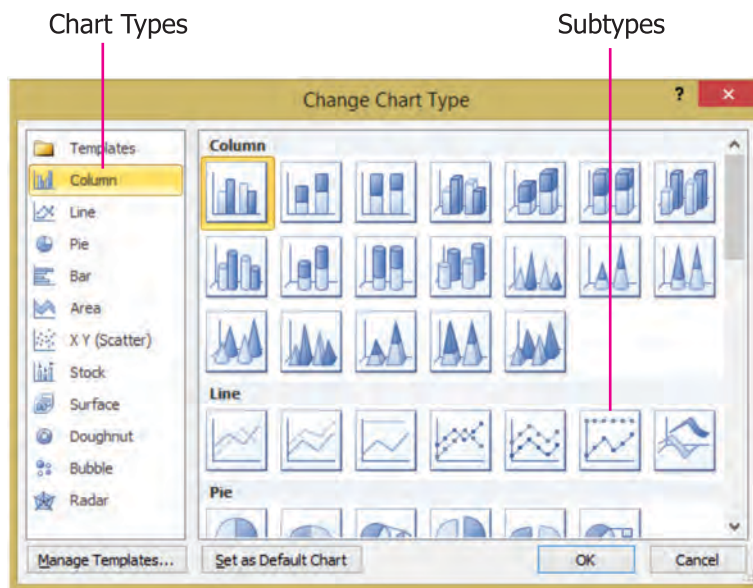 Chart Types
Subtypes
Change Chart Type
?
×
Templates
Column
Line
Pie
Bar
Area
X Y (Scatter)
Stock
Surface
Doughnut
Bubble
Radar
Column
Line
Pie
Manage Templates...
Set as Default Chart
OK
Cancel